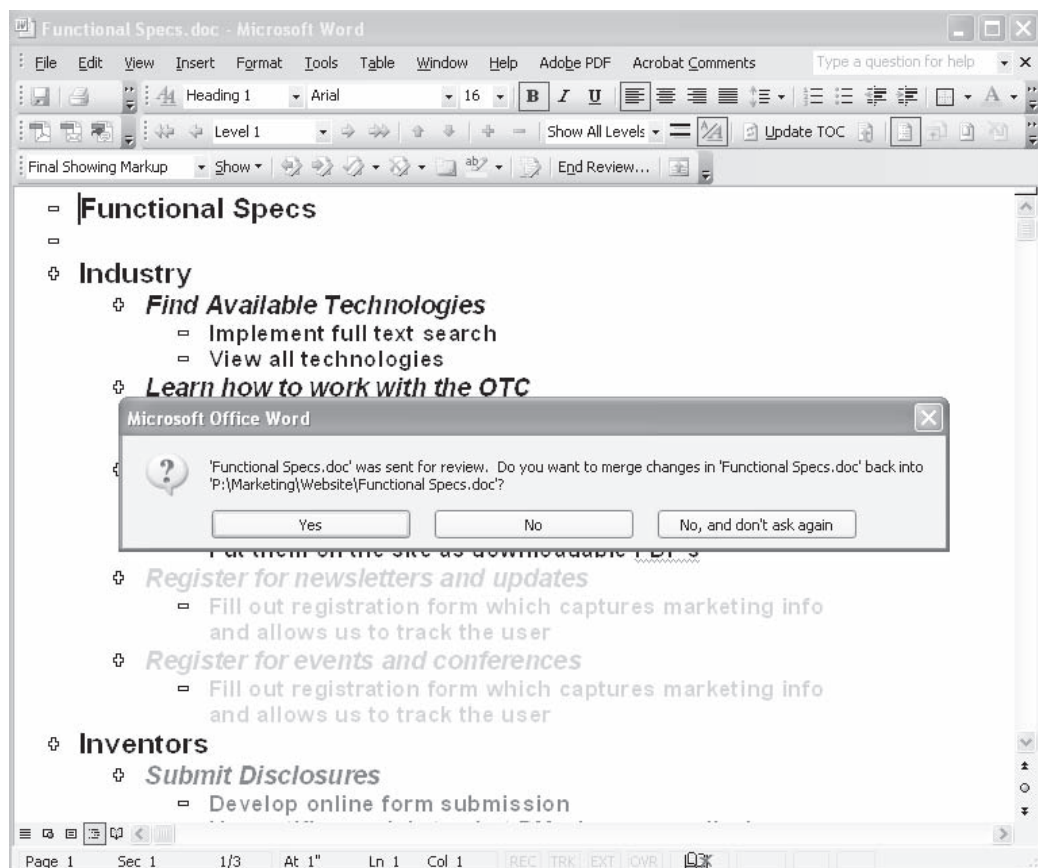 Functional Specs.doc - Microsoft Word
File Edit View Insert Format Tools Table Window Help Adobe PDF Acrobat Comments Type a question for help
Heading 1 Arial 16 B I U A
Level 1 Show All Levels Update TOC
Final Showing Markup Show End Review...
Functional Specs
Industry
Find Available Technologies
Implement full text search
View all technologies
Learn how to work with the OTC
Microsoft Office Word
'Functional Specs.doc' was sent for review. Do you want to merge changes in 'Functional Specs.doc' back into
'P:\Marketing\Website\Functional Specs.doc'?
Yes No No, and don't ask again
Put them on the site as downloadable PDF's
Register for newsletters and updates
Fill out registration form which captures marketing info
and allows us to track the user
Register for events and conferences
Fill out registration form which captures marketing info
and allows us to track the user
Inventors
Submit Disclosures
Develop online form submission
Page 1 Sec 1 1/3 At 1" Ln 1 Col 1 REC TRK EXT OVR